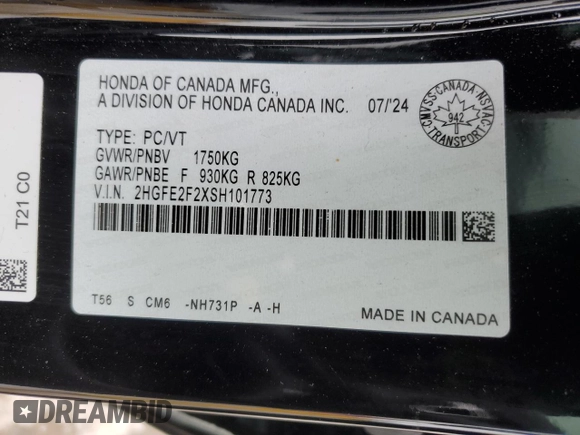 HONDA OF CANADA MFG.,
A DIVISION OF HONDA CANADA INC. 07/'24
CMVSS·CANADA·NSVAC
942
·TRANSPORT·
TYPE: PC/VT
GVWR/PNBV 1750KG
GAWR/PNBE F 930KG R 825KG
V.I.N. 2HGFE2F2XSH101773
T56 S CM6 -NH731P -A -H
MADE IN CANADA
T21 C0
DREAMBID